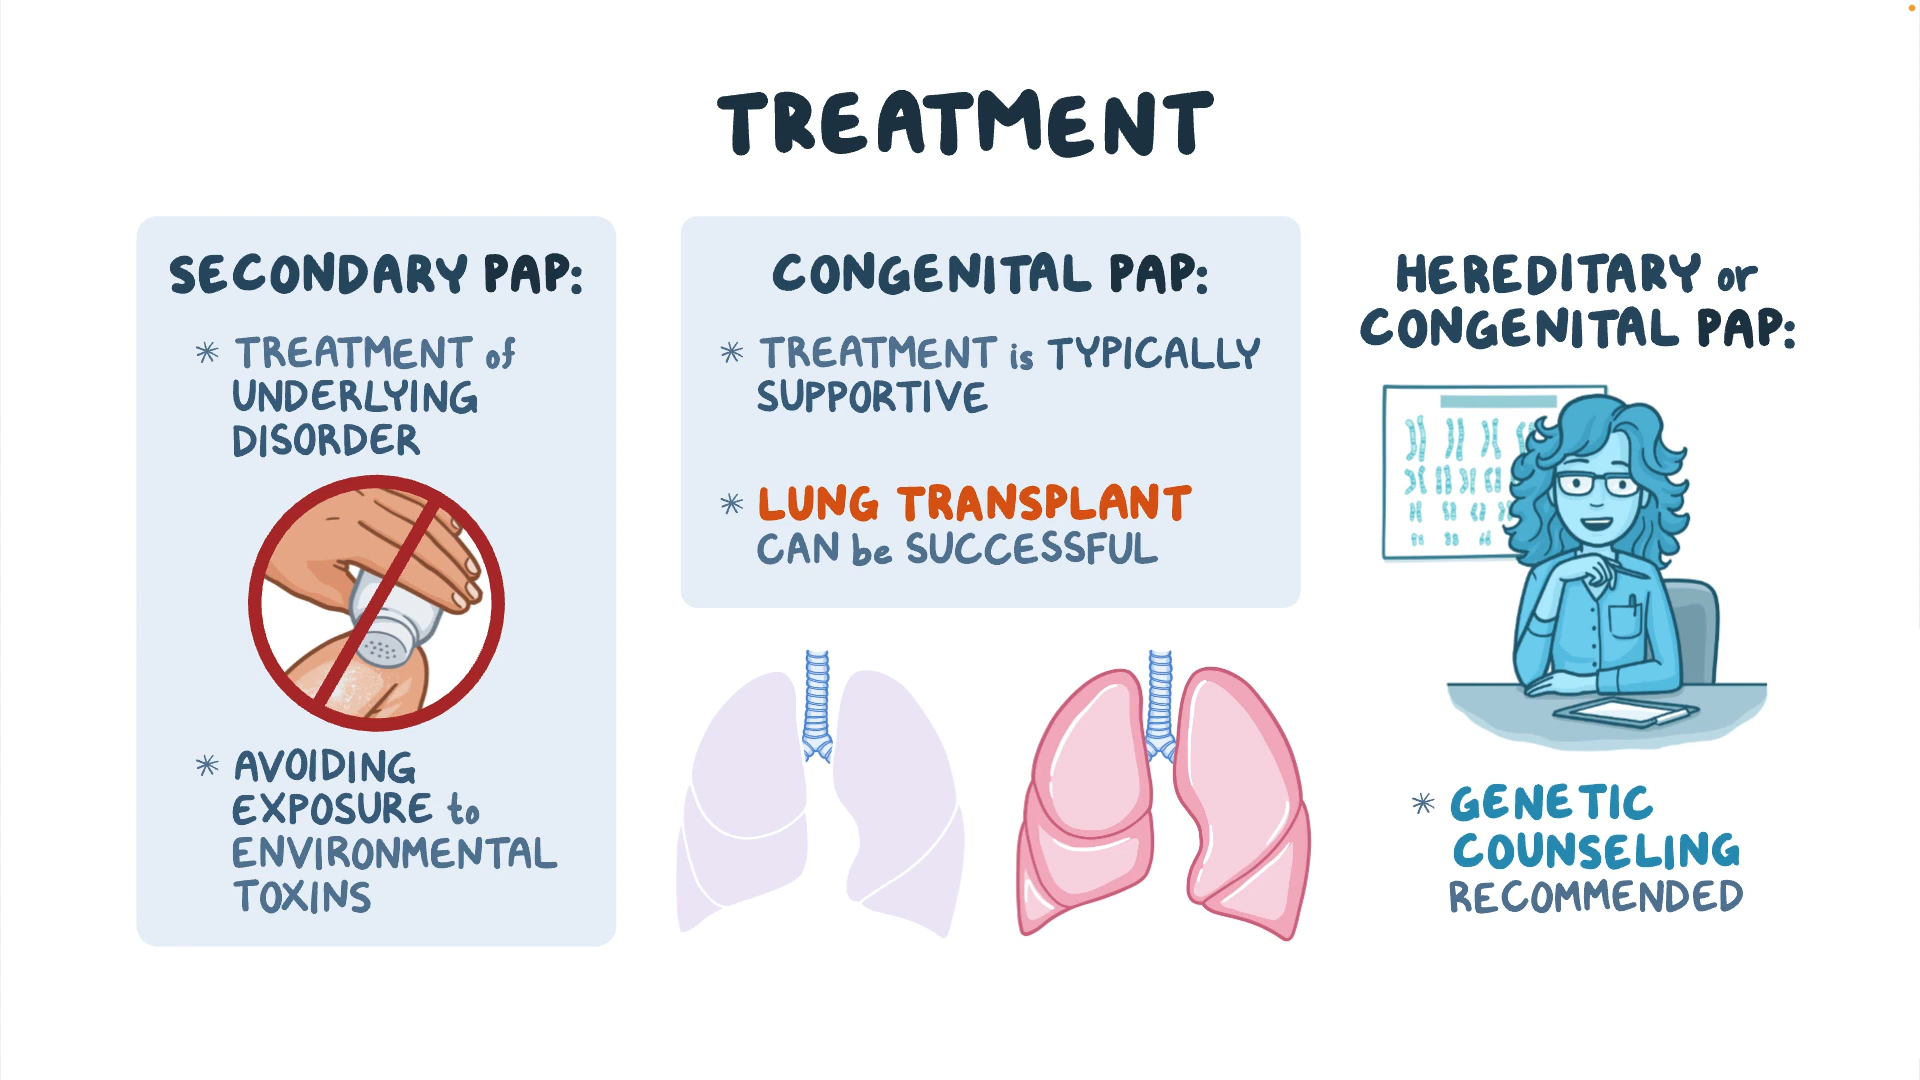 TREATMENT
SECONDARY PAP:
* TREATMENT of
UNDERLYING
DISORDER
* AVOIDING
EXPOSURE to
ENVIRONMENTAL
TOXINS
CONGENITAL PAP:
* TREATMENT is TYPICALLY
SUPPORTIVE
* LUNG TRANSPLANT
CAN be SUCCESSFUL
HEREDITARY or
CONGENITAL PAP:
* GENETIC
COUNSELING
RECOMMENDED